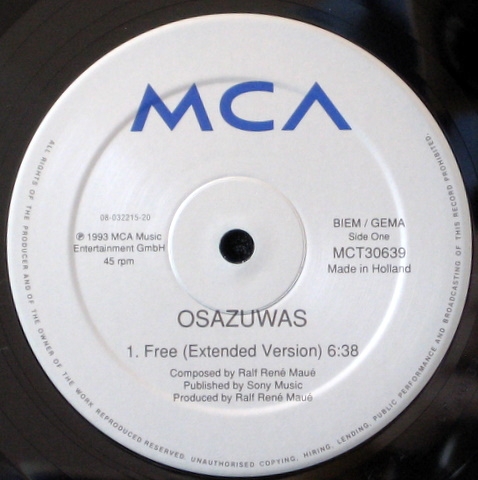 MCA
08-032215-20
℗ 1993 MCA Music
Entertainment GmbH
45 rpm
BIEM / GEMA
Side One
MCT30639
Made in Holland
OSAZUWAS
1. Free (Extended Version) 6:38
Composed by Ralf René Maué
Published by Sony Music
Produced by Ralf René Maué
ALL RIGHTS OF THE PRODUCER AND OF THE OWNER OF THE WORK REPRODUCED RESERVED. UNAUTHORISED COPYING, HIRING, LENDING, PUBLIC PERFORMANCE AND BROADCASTING OF THIS RECORD PROHIBITED.